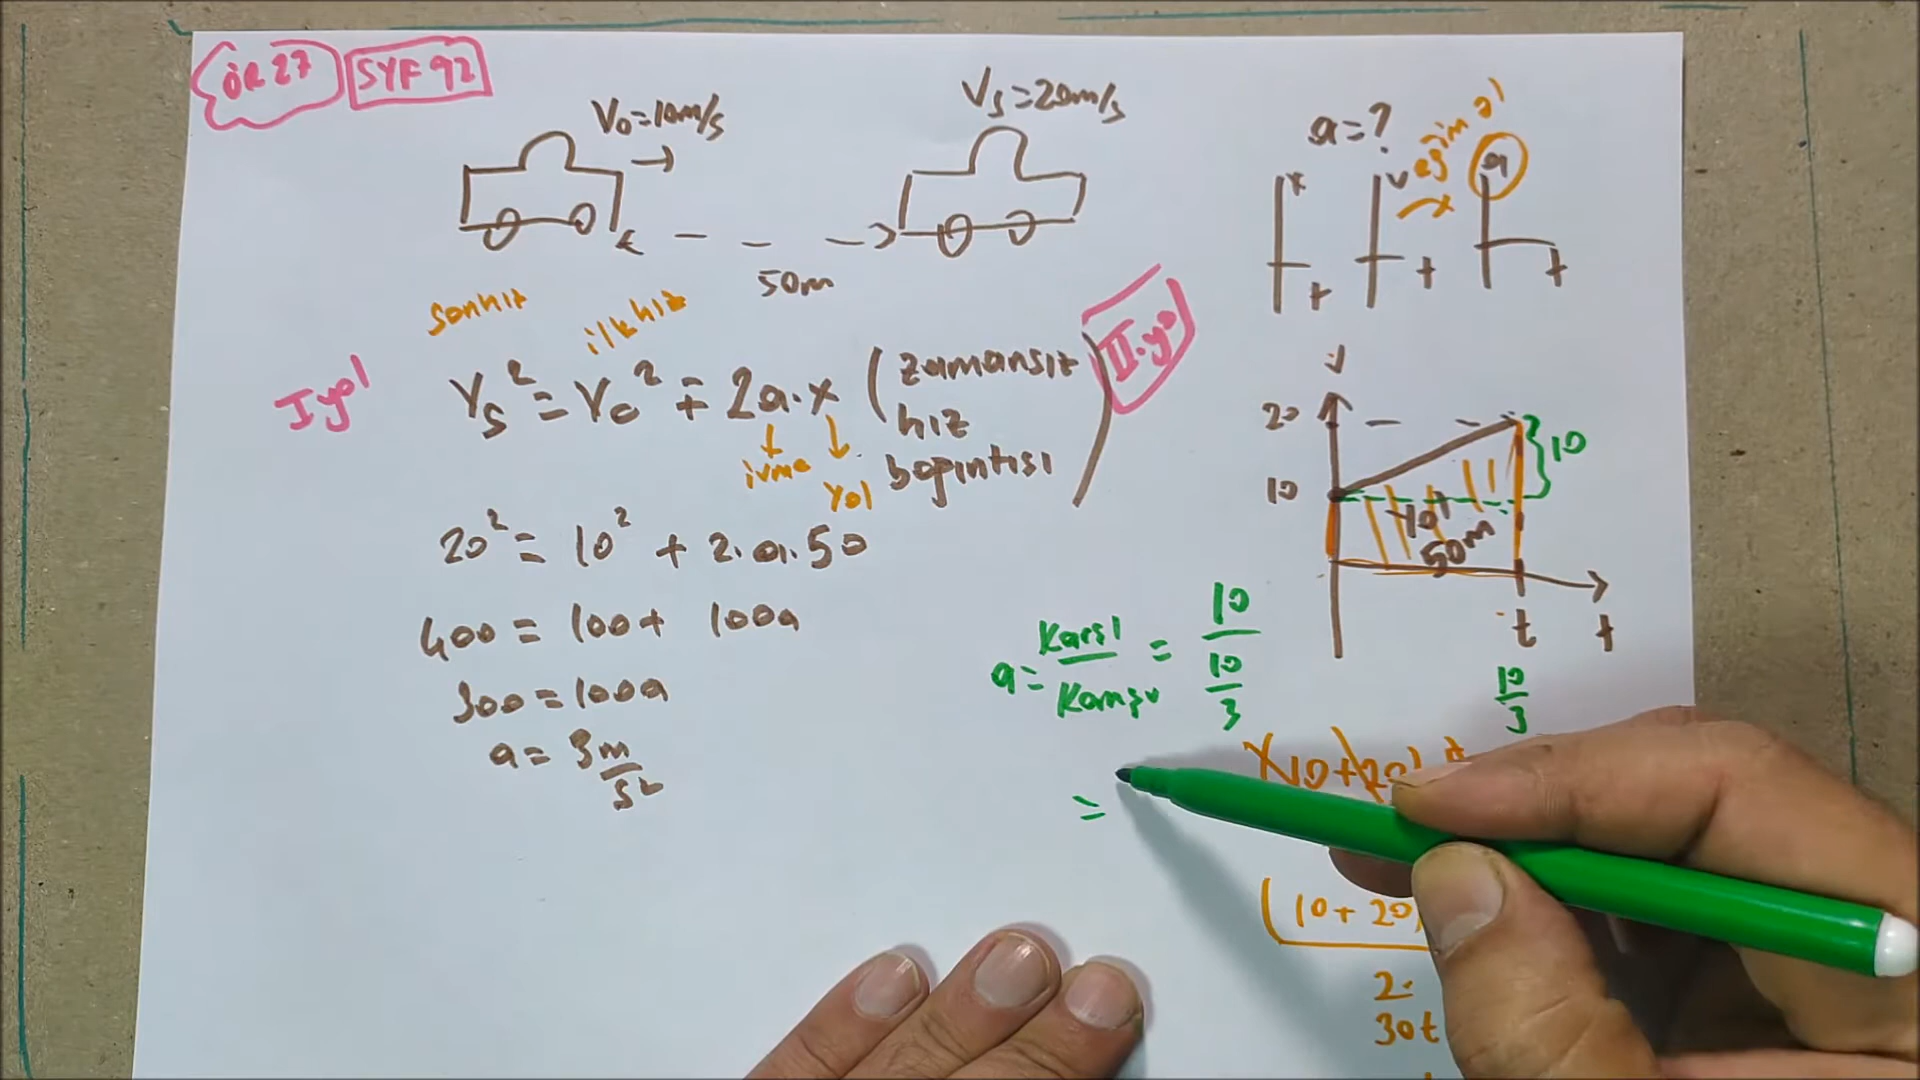 ÖR 27 SYF 92
V₀=10m/s
Vₛ=20m/s
50m
a=?
eğim al
x
t
v
t
a
t
I yol
sonhız
ilkhız
Vₛ² = V₀² ∓ 2a.x
ivme
yol
(zamansız
hız
bağıntısı)
20² = 10² + 2.a.50
400 = 100+ 100a
300 = 100a
a = 3 m/s²
II.yol
v
20
10
10
Yol
50m
t
t
10/3
a = Karşı/Komşu = 10/(10/3)
=
(10+20)
2.
30t